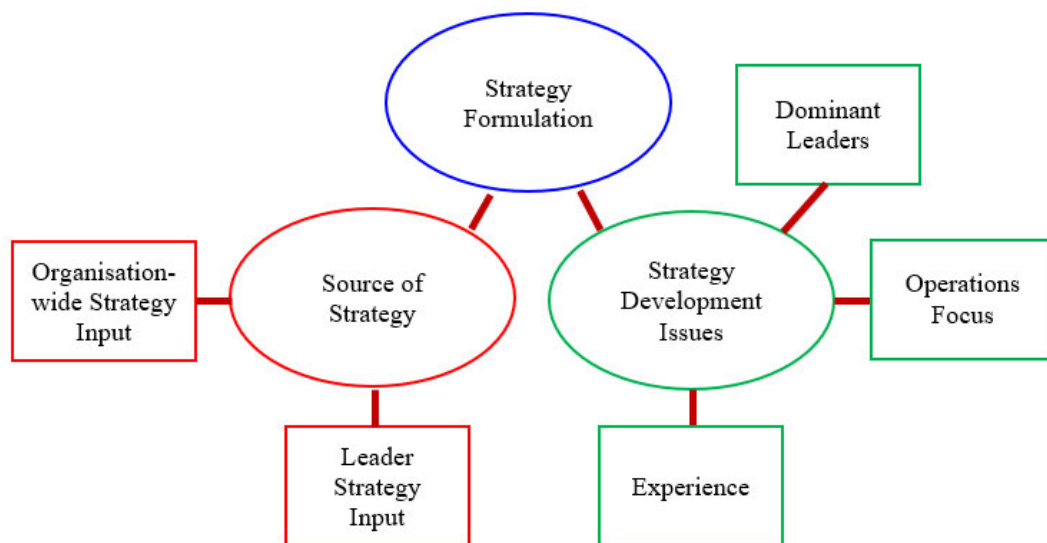 Strategy
Formulation
Dominant
Leaders
Organisation-
wide Strategy
Input
Source of
Strategy
Strategy
Development
Issues
Operations
Focus
Leader
Strategy
Input
Experience